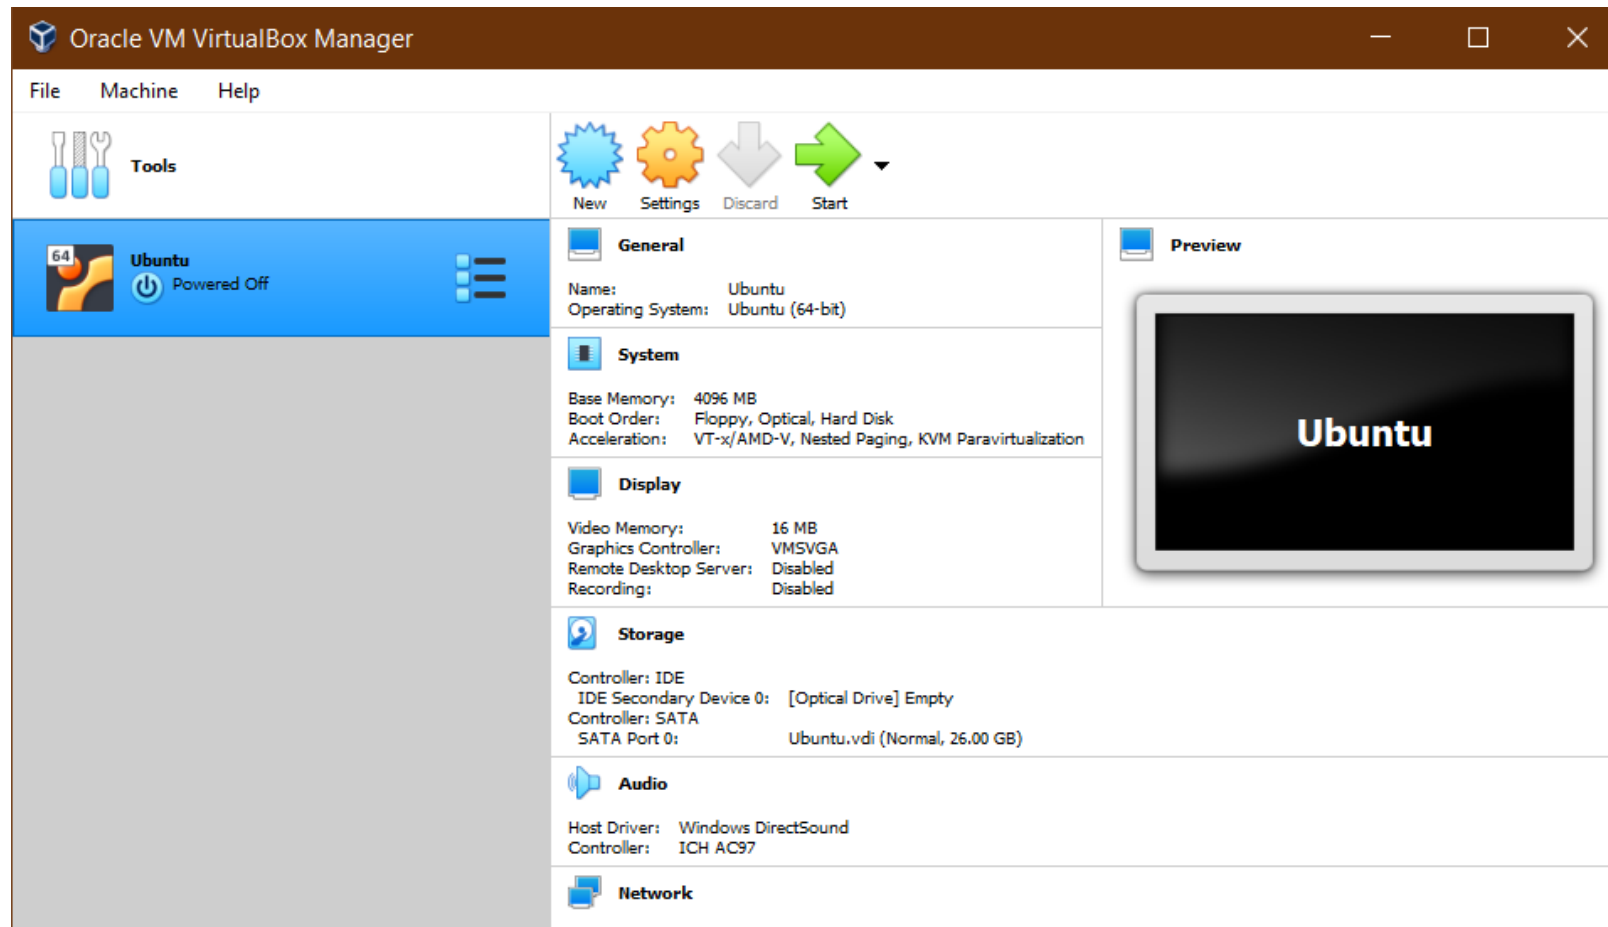 Oracle VM VirtualBox Manager
File Machine Help
Tools
New Settings Discard Start
64
Ubuntu
Powered Off
General
Name: Ubuntu
Operating System: Ubuntu (64-bit)
System
Base Memory: 4096 MB
Boot Order: Floppy, Optical, Hard Disk
Acceleration: VT-x/AMD-V, Nested Paging, KVM Paravirtualization
Display
Video Memory: 16 MB
Graphics Controller: VMSVGA
Remote Desktop Server: Disabled
Recording: Disabled
Preview
Ubuntu
Storage
Controller: IDE
IDE Secondary Device 0: [Optical Drive] Empty
Controller: SATA
SATA Port 0: Ubuntu.vdi (Normal, 26.00 GB)
Audio
Host Driver: Windows DirectSound
Controller: ICH AC97
Network